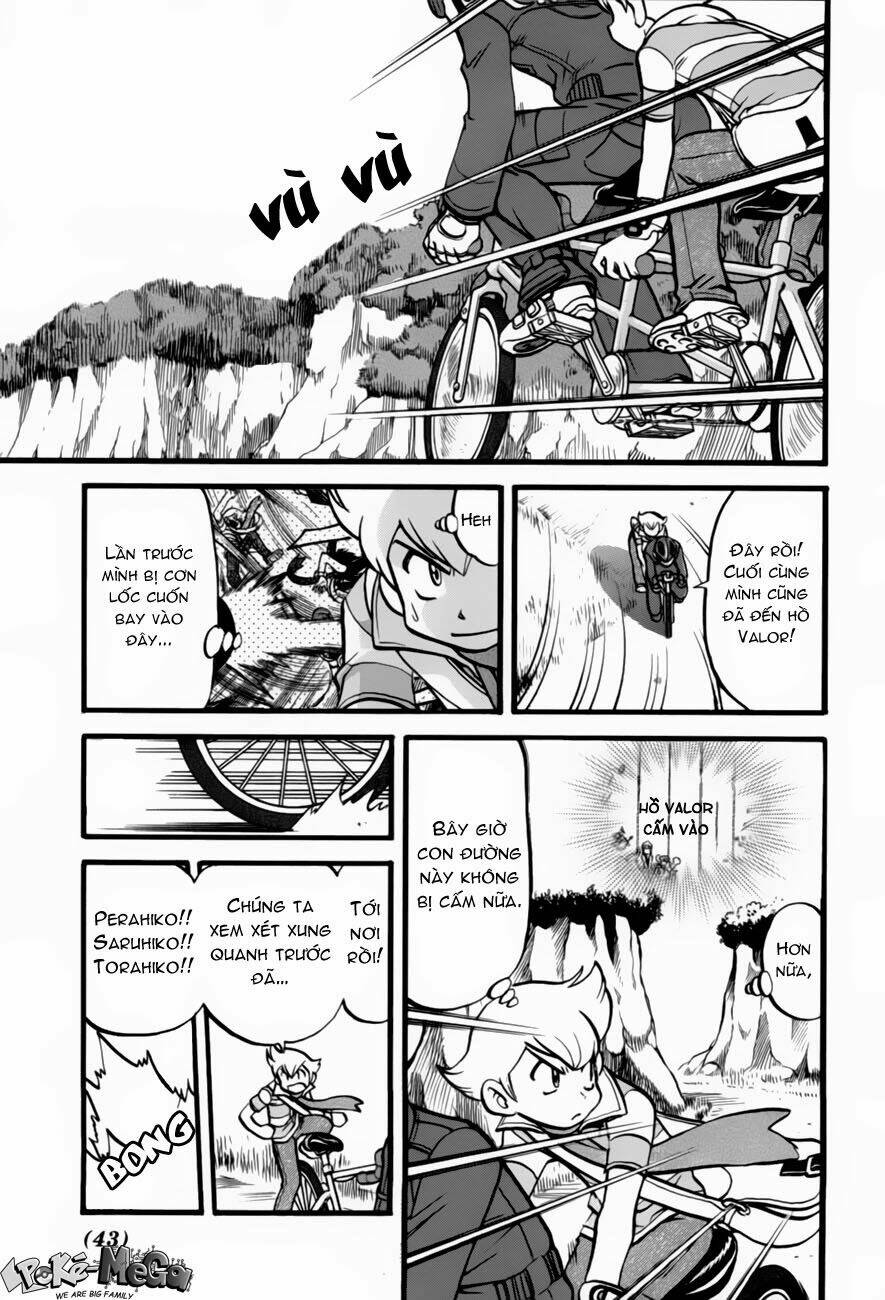 VÙ VÙ
ĐÂY RỒI!
CUỐI CÙNG
MÌNH CŨNG
ĐÃ ĐẾN HỒ
VALOR!
HEH
LẦN TRƯỚC
MÌNH BỊ CƠN
LỐC CUỐN
BAY VÀO
ĐÂY...
HỒ VALOR
CẤM VÀO
HƠN
NỮA,
BÂY GIỜ
CON ĐƯỜNG
NÀY KHÔNG
BỊ CẤM NỮA.
TỚI
NƠI
RỒI!
CHÚNG TA
XEM XÉT XUNG
QUANH TRƯỚC
ĐÃ...
PERAHIKO!!
SARUHIKO!!
TORAHIKO!!
BONG
(43)
POKÉ-MEGA
WE ARE BIG FAMILY